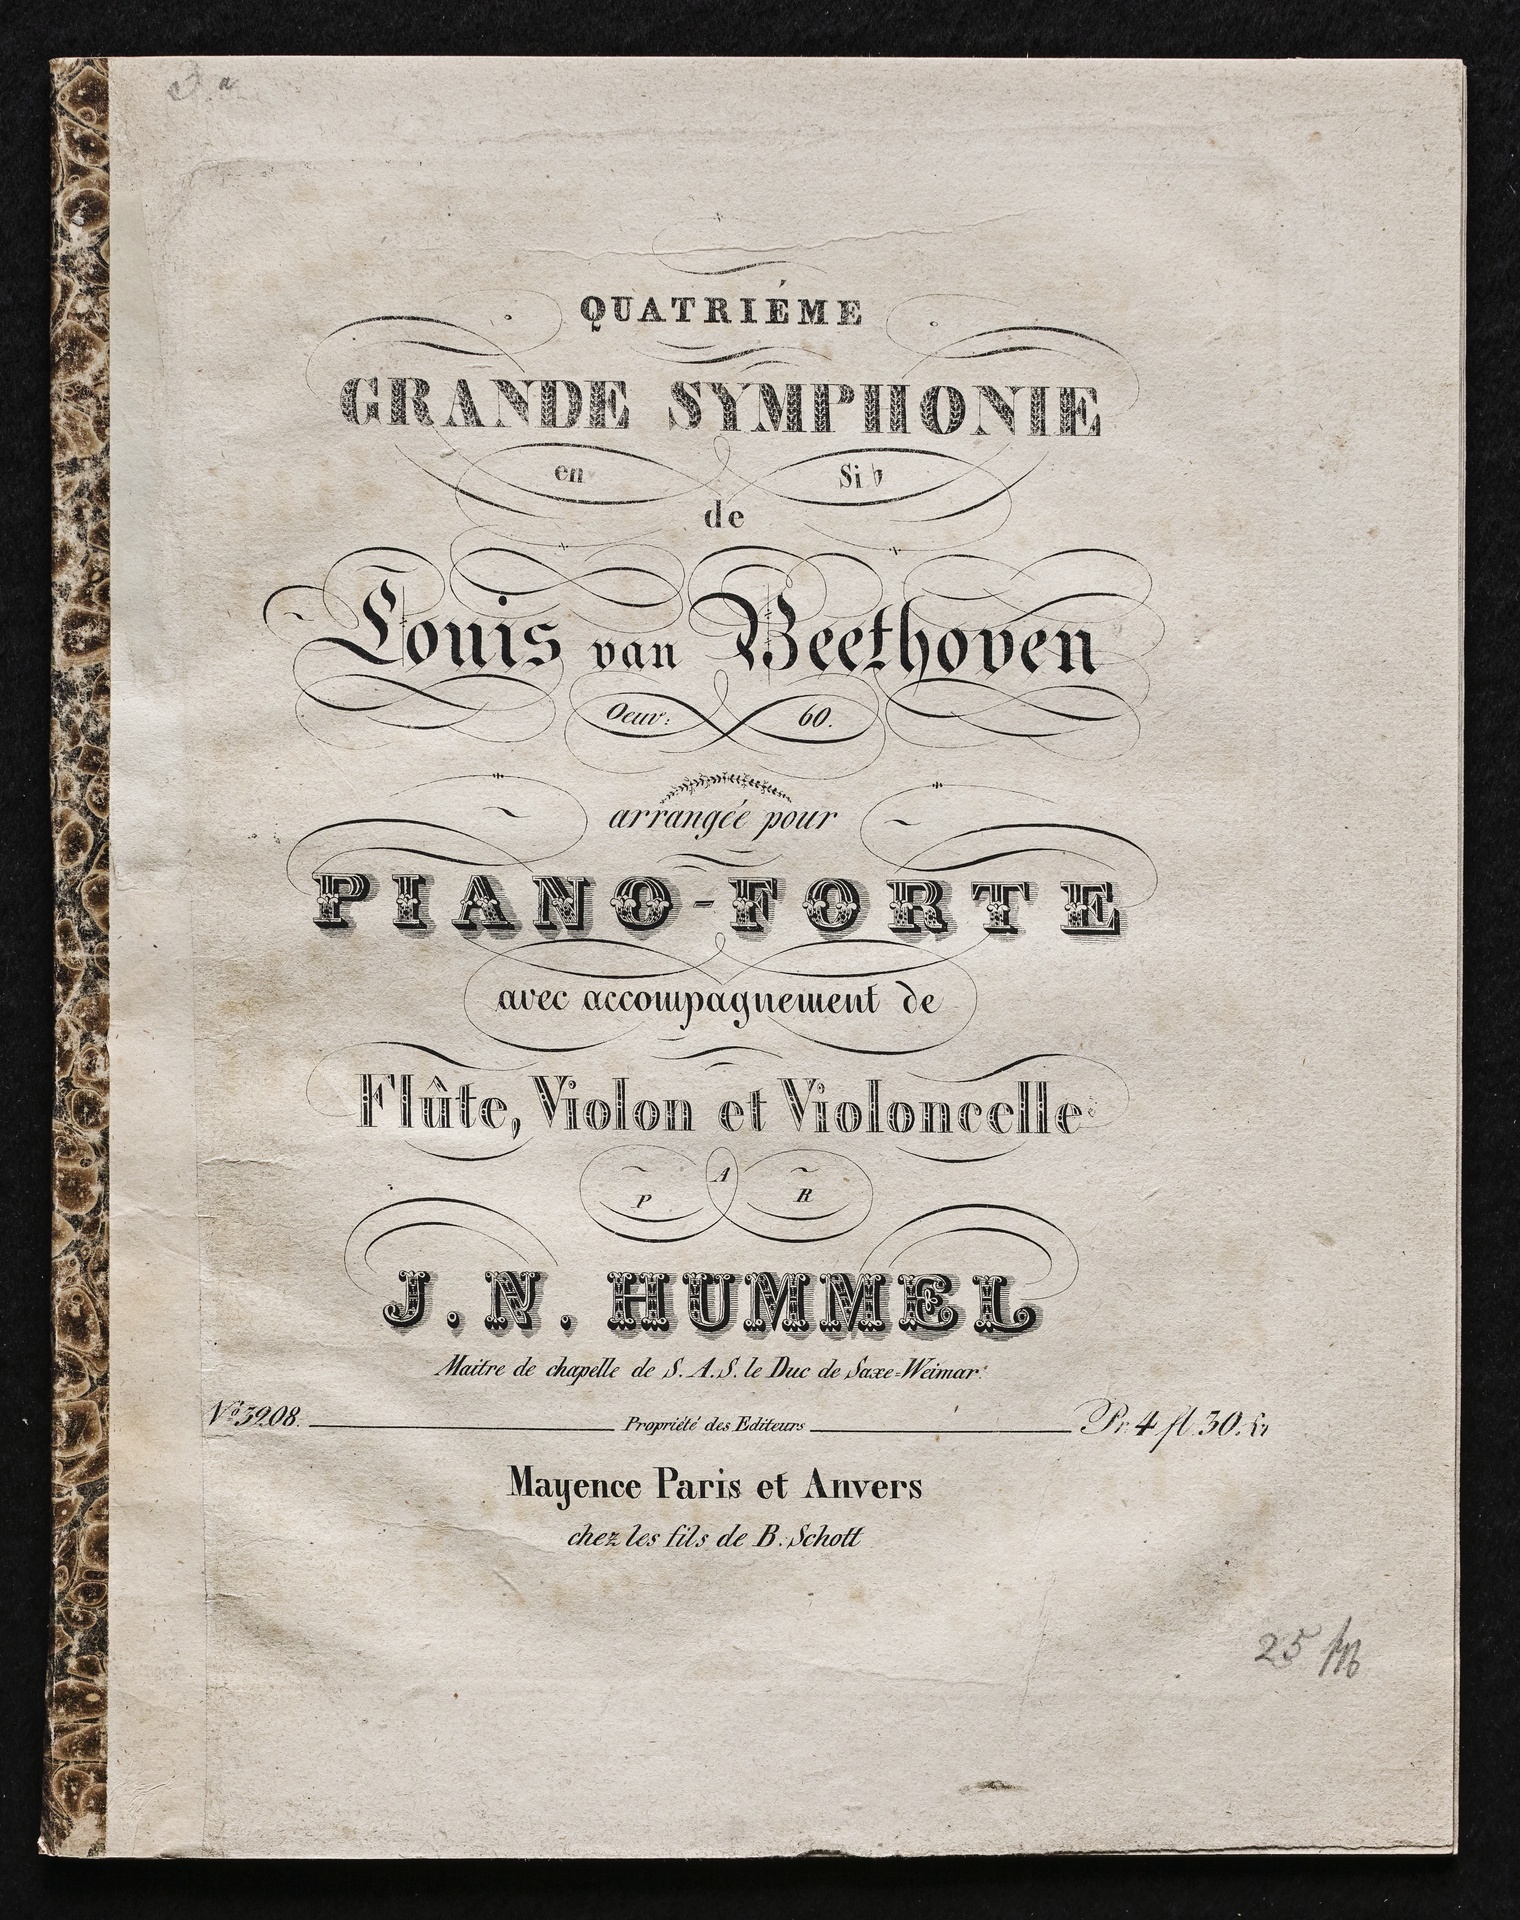 QUATRIÉME
GRANDE SYMPHONIE
en Si ♭
de
Louis van Beethoven
Oeuv: 60.
arrangée pour
PIANO-FORTE
avec accompagnement de
Flûte, Violon et Violoncelle
PAR
J. N. HUMMEL
Maitre de chapelle de S. A. S. le Duc de Saxe-Weimar.
No. 3208. Propriété des Editeurs Pr. 4 fl 30. kr
Mayence Paris et Anvers
chez les fils de B. Schott
25